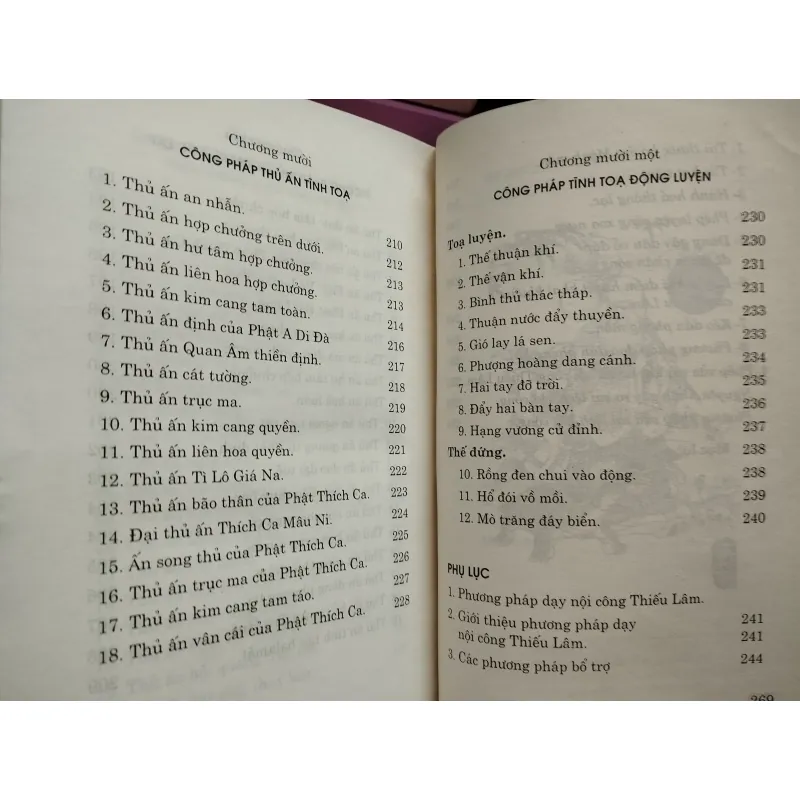 Chương mười
CÔNG PHÁP THỦ ẤN TĨNH TOẠ
1. Thủ ấn an nhẫn.
2. Thủ ấn hợp chưởng trên dưới. 210
3. Thủ ấn hư tâm hợp chưởng. 212
4. Thủ ấn liên hoa hợp chưởng. 213
5. Thủ ấn kim cang tam toàn. 213
6. Thủ ấn định của Phật A Di Đà 214
7. Thủ ấn Quan Âm thiền định. 216
8. Thủ ấn cát tường. 217
9. Thủ ấn trục ma. 218
10. Thủ ấn kim cang quyền. 219
11. Thủ ấn liên hoa quyền. 220
12. Thủ ấn Tì Lô Giá Na. 221
13. Thủ ấn bão thân của Phật Thích Ca. 222
14. Đại thủ ấn Thích Ca Mâu Ni. 223
15. Ấn song thủ của Phật Thích Ca. 224
16. Thủ ấn trục ma của Phật Thích Ca. 225
17. Thủ ấn kim cang tam táo. 226
18. Thủ ấn vân cái của Phật Thích Ca. 227
228
Chương mười một
CÔNG PHÁP TĨNH TOẠ ĐỘNG LUYỆN
Toạ luyện. 230
1. Thế thuận khí. 230
2. Thế vận khí. 231
3. Bình thủ thác tháp. 231
4. Thuận nước đẩy thuyền. 233
5. Gió lay lá sen. 233
6. Phượng hoàng dang cánh. 234
7. Hai tay đỡ trời. 235
8. Đẩy hai bàn tay. 236
9. Hạng vương cử đỉnh. 237
Thế đứng. 238
10. Rồng đen chui vào động. 238
11. Hổ đói vồ mồi. 239
12. Mò trăng đáy biển. 240
PHỤ LỤC
1. Phương pháp dạy nội công Thiếu Lâm.
2. Giới thiệu phương pháp dạy 241
nội công Thiếu Lâm. 241
3. Các phương pháp bổ trợ 244
269